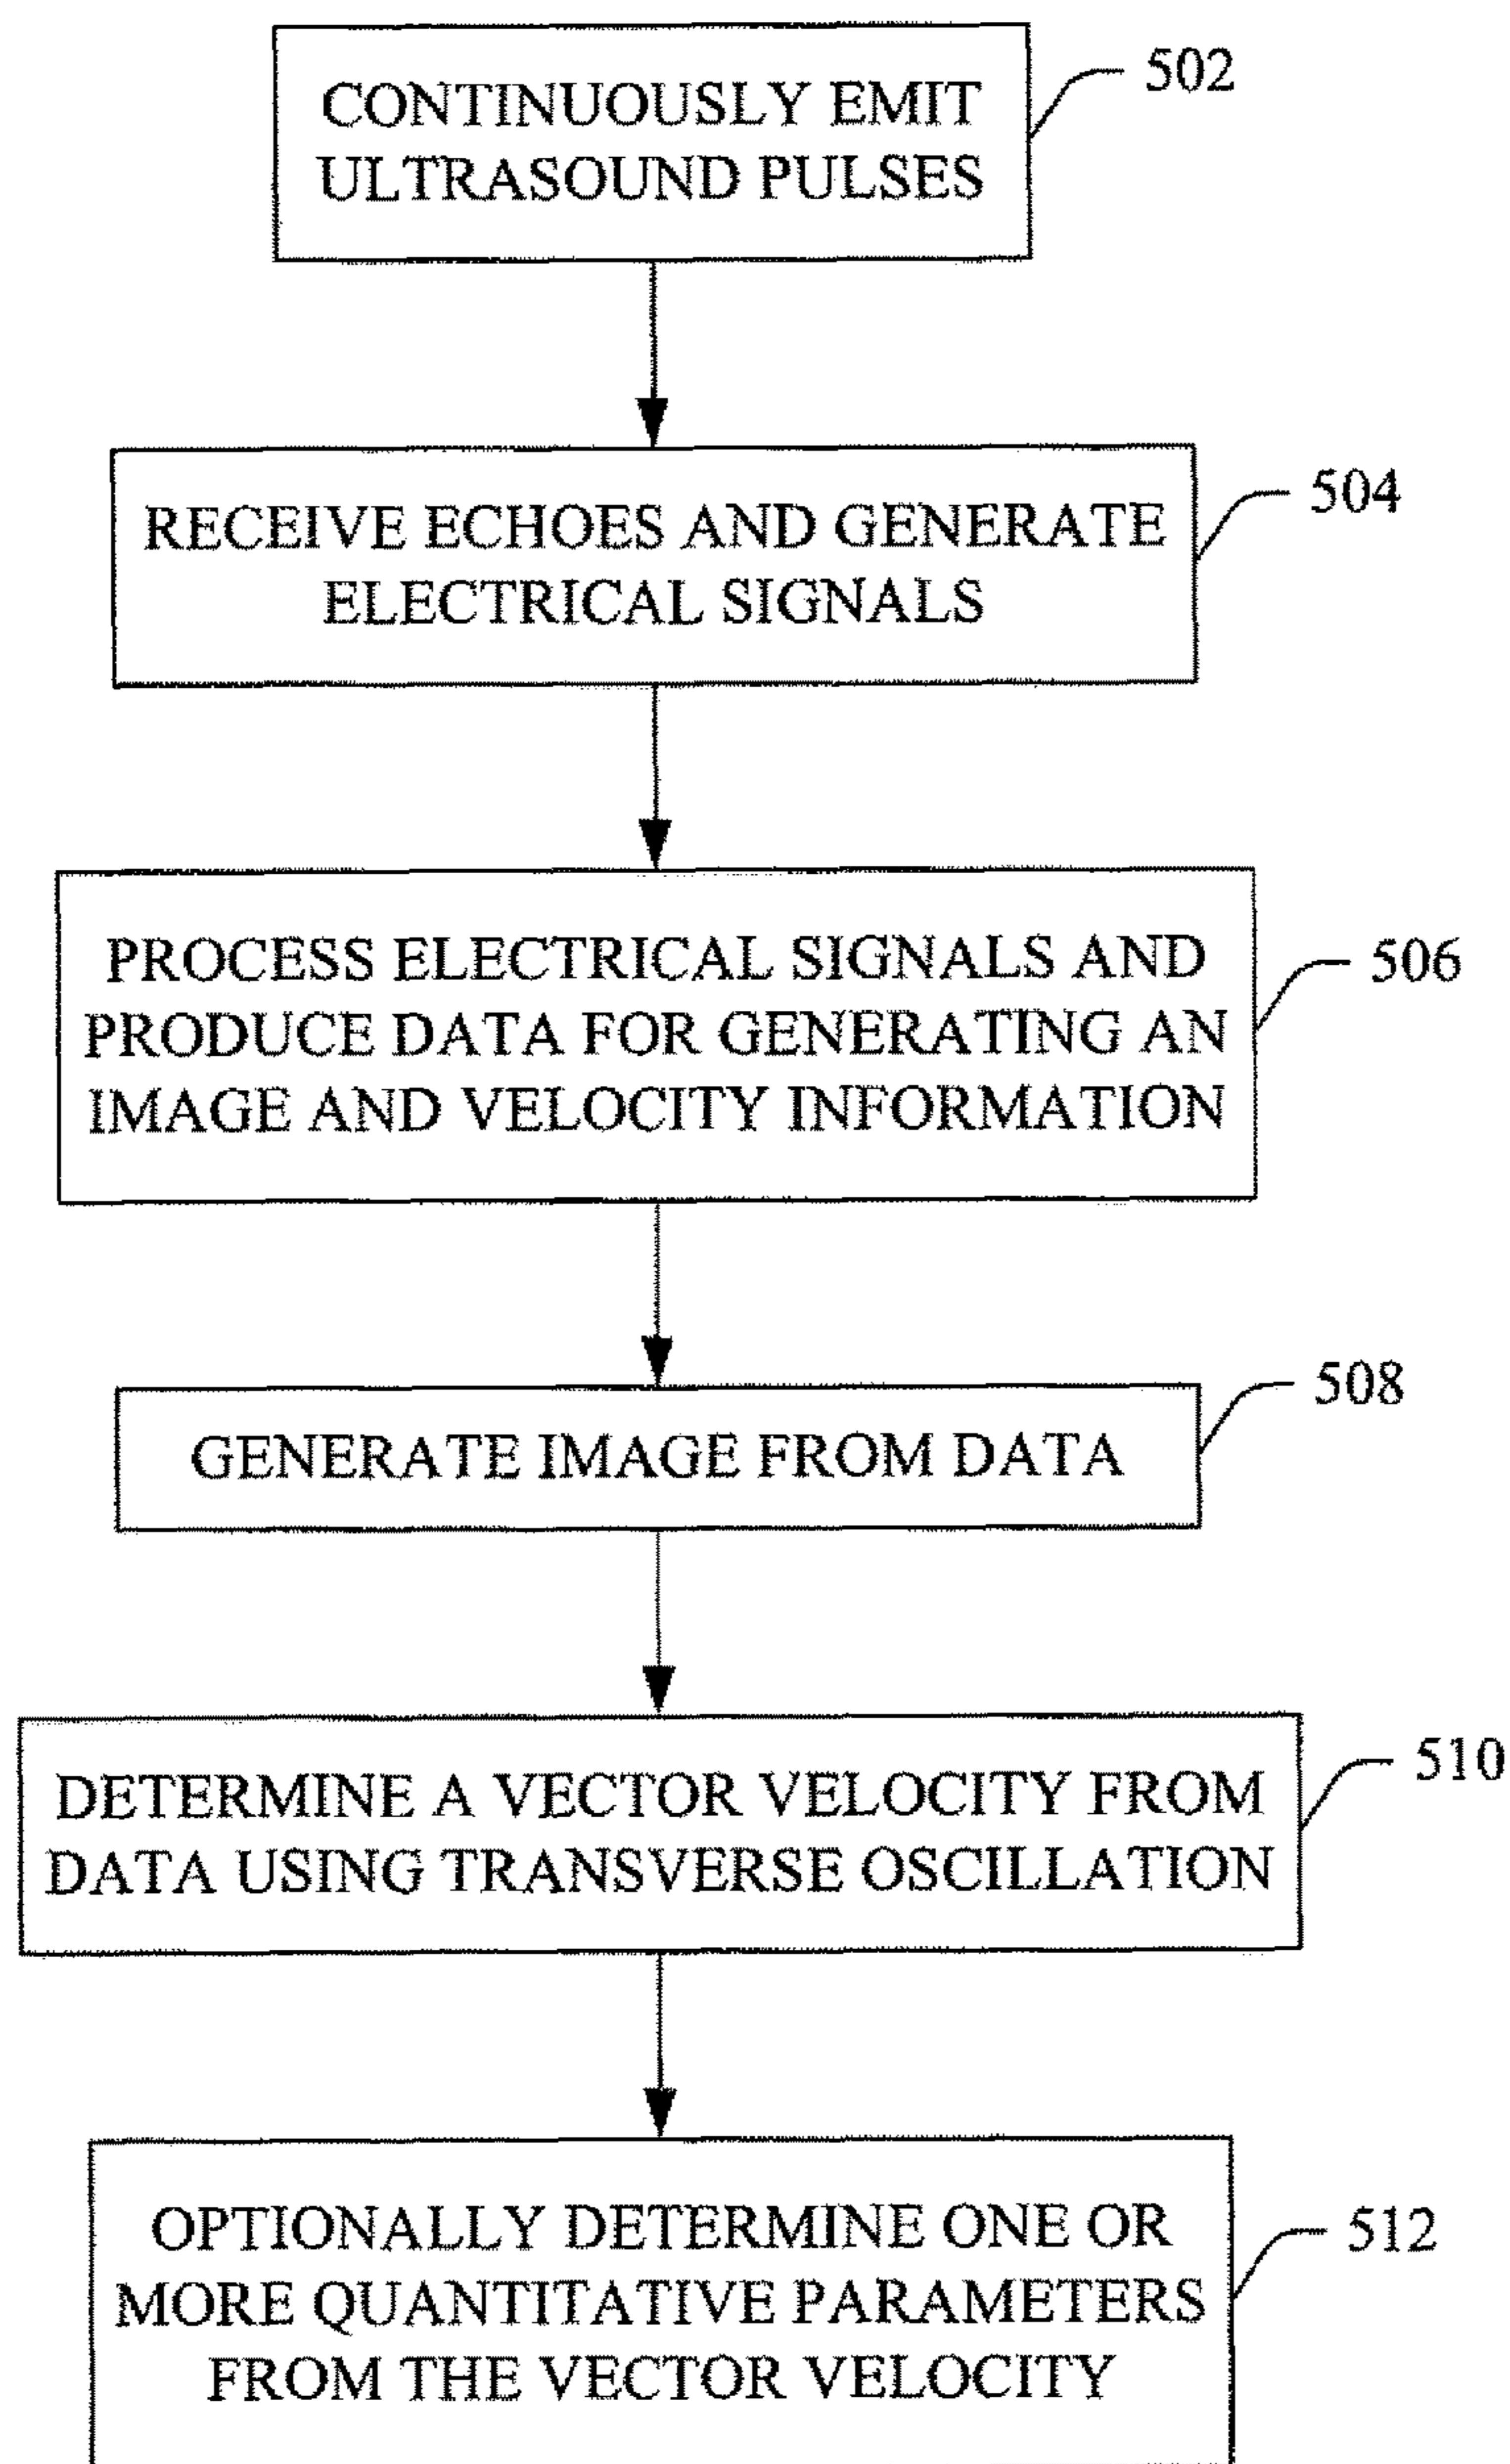 CONTINUOUSLY EMIT
ULTRASOUND PULSES
502
RECEIVE ECHOES AND GENERATE
ELECTRICAL SIGNALS
504
PROCESS ELECTRICAL SIGNALS AND
PRODUCE DATA FOR GENERATING AN
IMAGE AND VELOCITY INFORMATION
506
GENERATE IMAGE FROM DATA
508
DETERMINE A VECTOR VELOCITY FROM
DATA USING TRANSVERSE OSCILLATION
510
OPTIONALLY DETERMINE ONE OR
MORE QUANTITATIVE PARAMETERS
FROM THE VECTOR VELOCITY
512